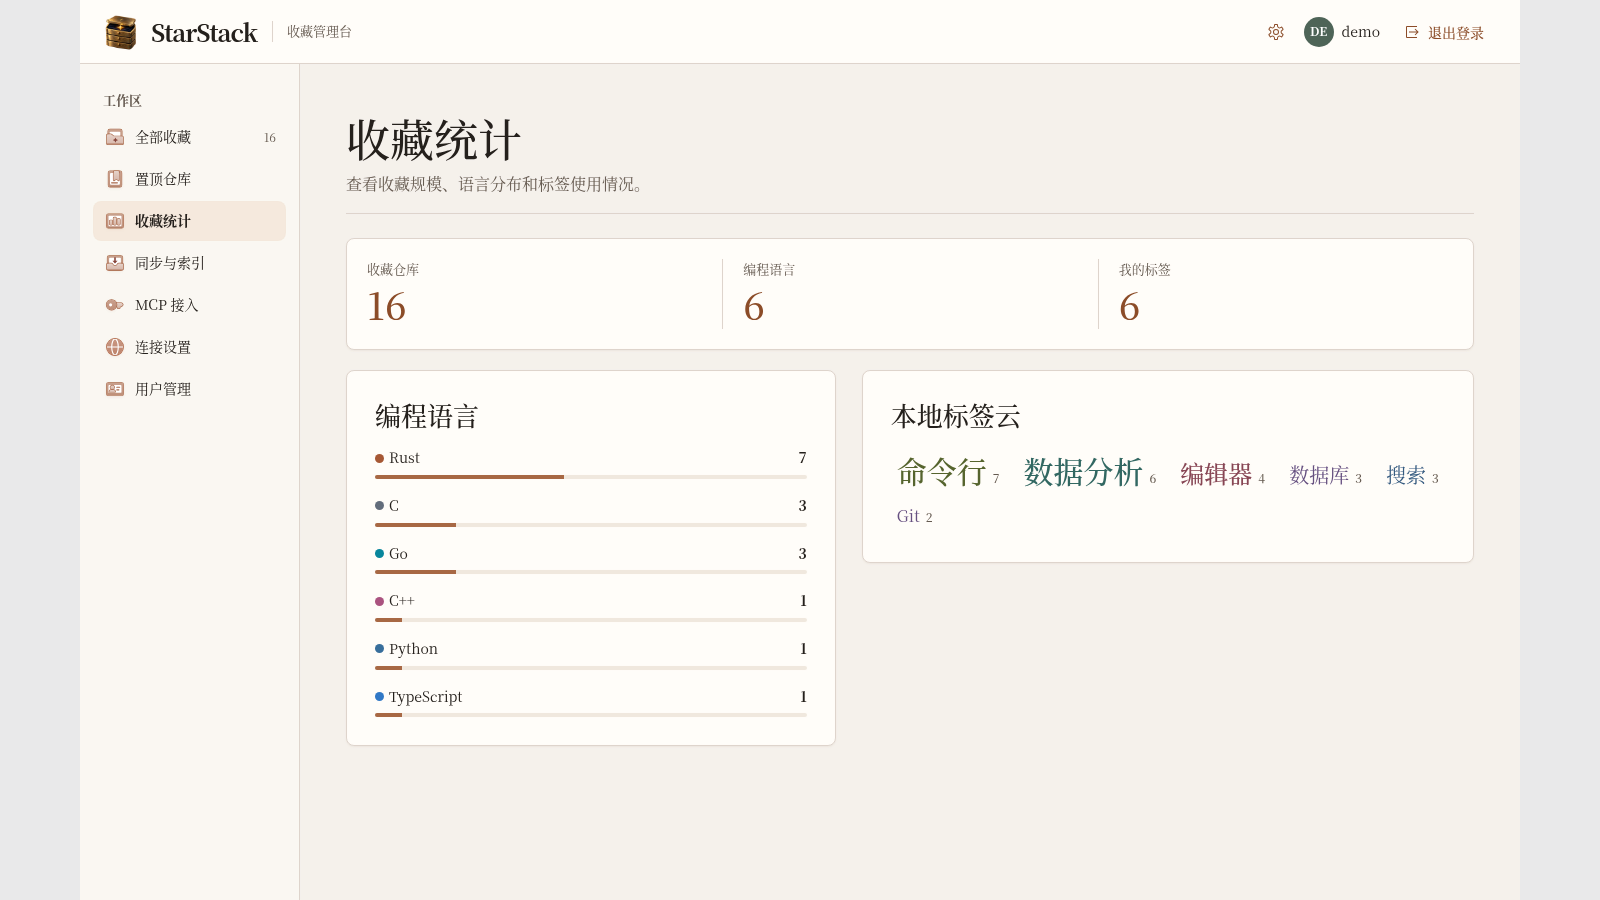 StarStack
收藏管理台
DE
demo
退出登录
工作区
全部收藏 16
置顶仓库
收藏统计
同步与索引
MCP 接入
连接设置
用户管理
收藏统计
查看收藏规模、语言分布和标签使用情况。
收藏仓库
16
编程语言
6
我的标签
6
编程语言
Rust 7
C 3
Go 3
C++ 1
Python 1
TypeScript 1
本地标签云
命令行 7 数据分析 6 编辑器 4 数据库 3 搜索 3
Git 2